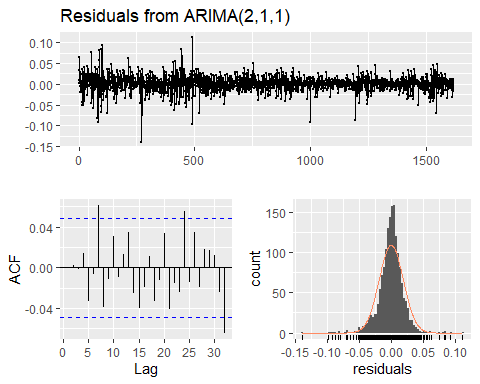 Residuals from ARIMA(2,1,1)
0.10
0.05
0.00
-0.05
-0.10
-0.15
0 500 1000 1500
ACF
0.04
0.00
-0.04
0 5 10 15 20 25 30
Lag
count
150
100
50
0
-0.15 -0.10 -0.05 0.00 0.05 0.10
residuals